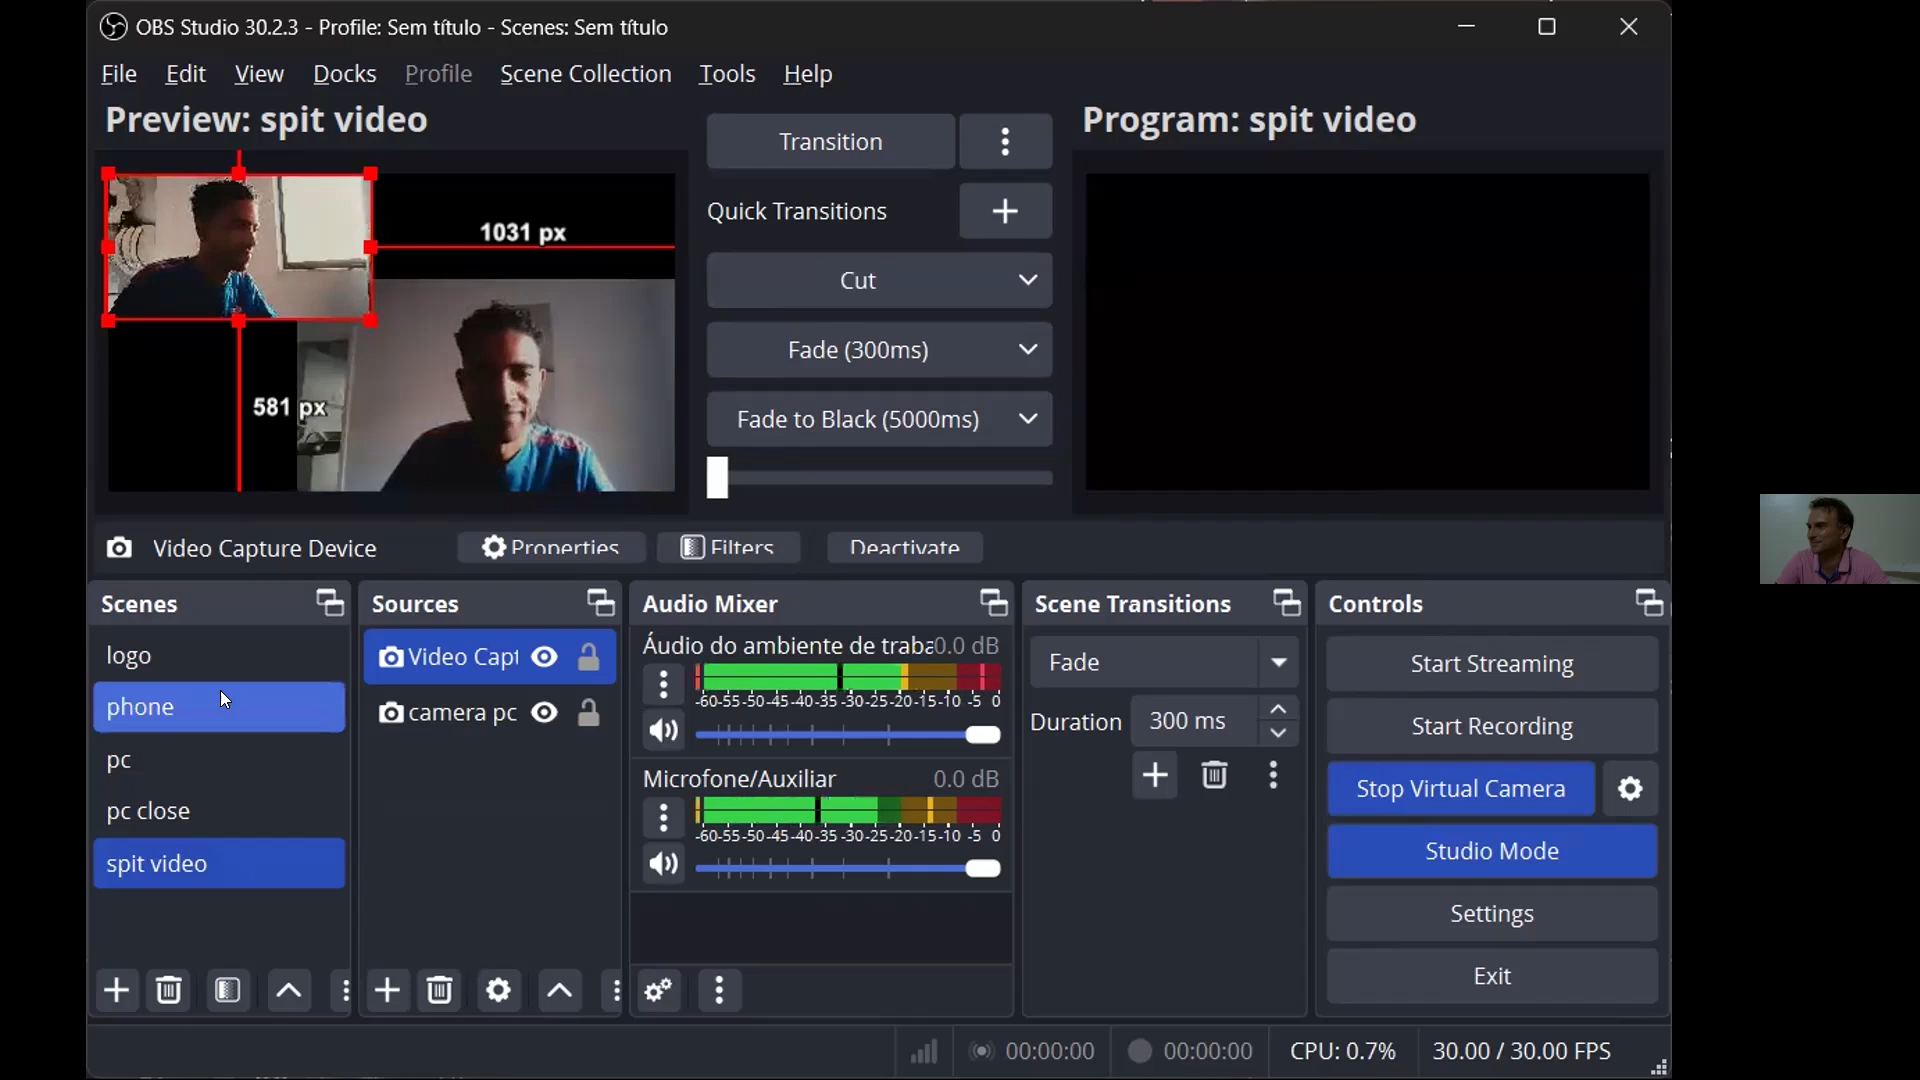 OBS Studio 30.2.3 - Profile: Sem título - Scenes: Sem título
File Edit View Docks Profile Scene Collection Tools Help
Preview: spit video
Program: spit video
1031 px
581 px
Transition
Quick Transitions
Cut
Fade (300ms)
Fade to Black (5000ms)
Video Capture Device
Properties
Filters
Deactivate
Scenes
logo
phone
pc
pc close
spit video
Sources
Video Capt
camera pc
Audio Mixer
Áudio do ambiente de traba 0.0 dB
-60 -55 -50 -45 -40 -35 -30 -25 -20 -15 -10 -5 0
Microfone/Auxiliar 0.0 dB
-60 -55 -50 -45 -40 -35 -30 -25 -20 -15 -10 -5 0
Scene Transitions
Fade
Duration 300 ms
Controls
Start Streaming
Start Recording
Stop Virtual Camera
Studio Mode
Settings
Exit
00:00:00
00:00:00
CPU: 0.7%
30.00 / 30.00 FPS